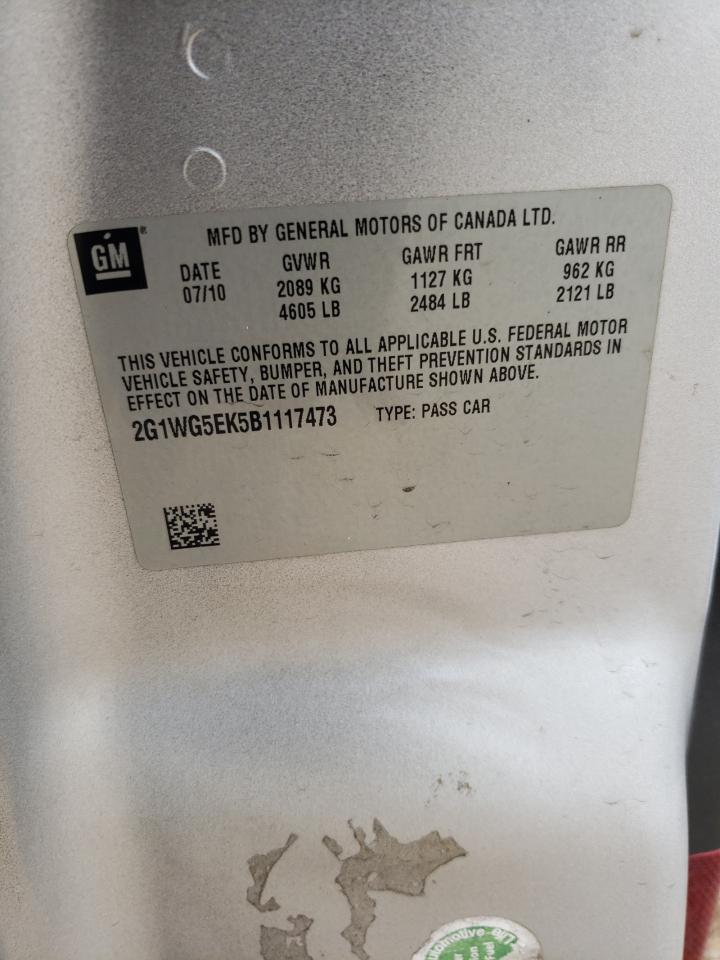 GM®
MFD BY GENERAL MOTORS OF CANADA LTD.
DATE GVWR GAWR FRT GAWR RR
07/10 2089 KG 1127 KG 962 KG
4605 LB 2484 LB 2121 LB
THIS VEHICLE CONFORMS TO ALL APPLICABLE U.S. FEDERAL MOTOR
VEHICLE SAFETY, BUMPER, AND THEFT PREVENTION STANDARDS IN
EFFECT ON THE DATE OF MANUFACTURE SHOWN ABOVE.
2G1WG5EK5B1117473 TYPE: PASS CAR